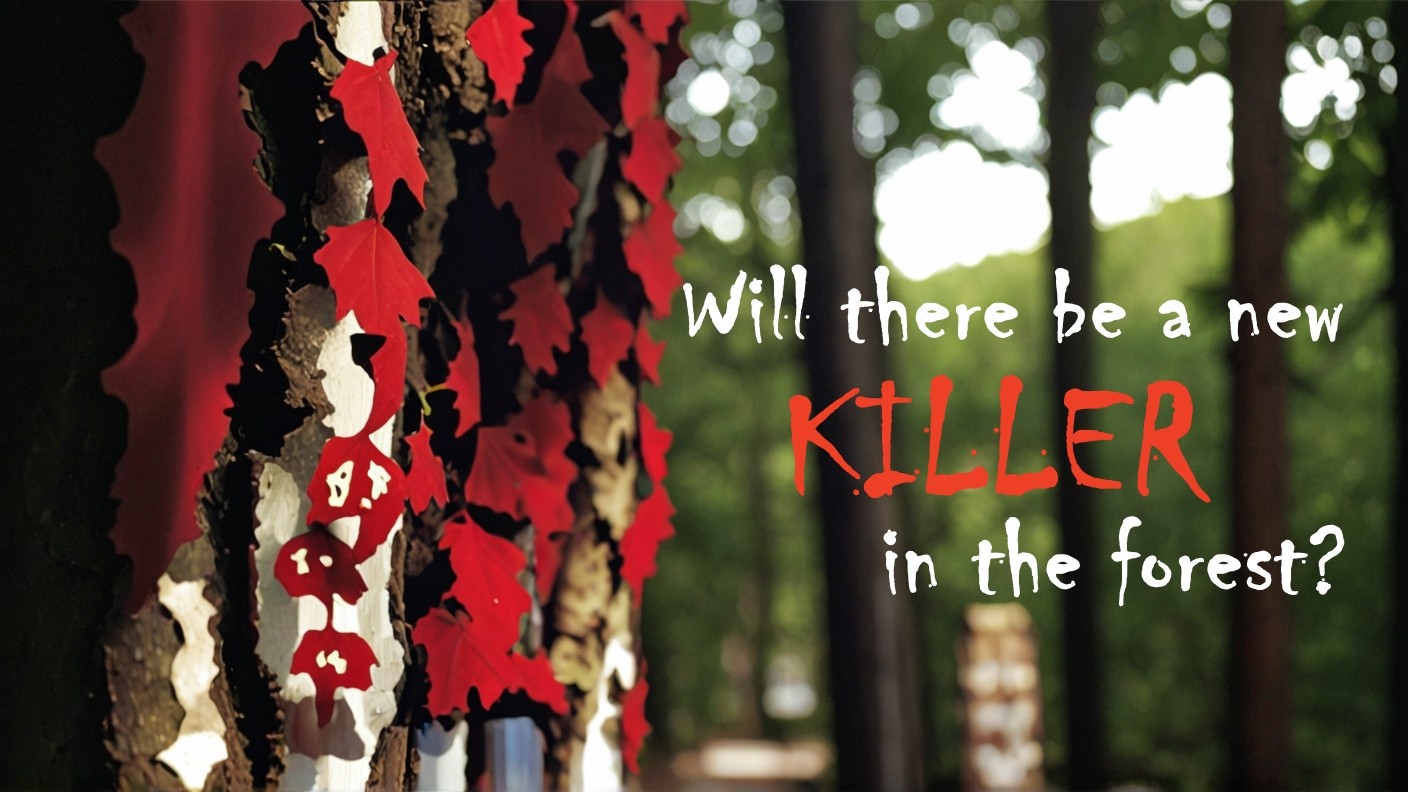 Will there be a new
KILLER
in the forest?